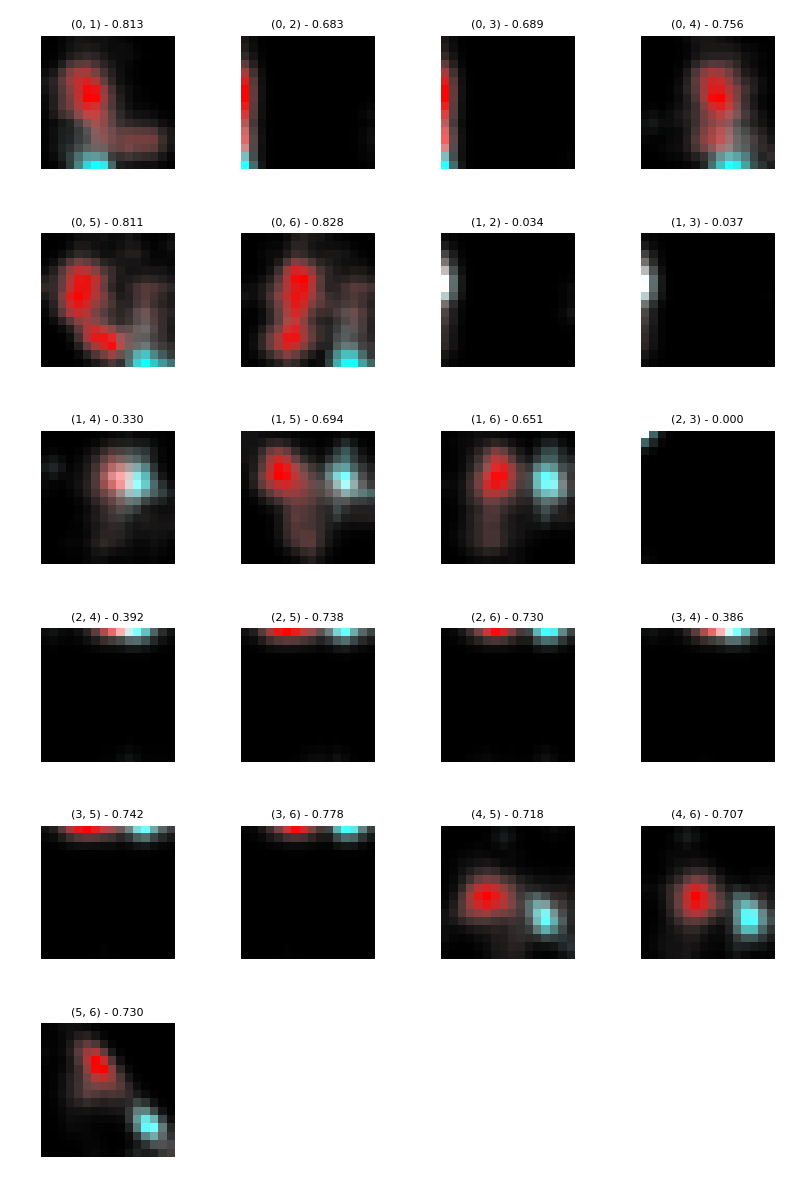 (0, 1) - 0.813 (0, 2) - 0.683 (0, 3) - 0.689 (0, 4) - 0.756
(0, 5) - 0.811 (0, 6) - 0.828 (1, 2) - 0.034 (1, 3) - 0.037
(1, 4) - 0.330 (1, 5) - 0.694 (1, 6) - 0.651 (2, 3) - 0.000
(2, 4) - 0.392 (2, 5) - 0.738 (2, 6) - 0.730 (3, 4) - 0.386
(3, 5) - 0.742 (3, 6) - 0.778 (4, 5) - 0.718 (4, 6) - 0.707
(5, 6) - 0.730